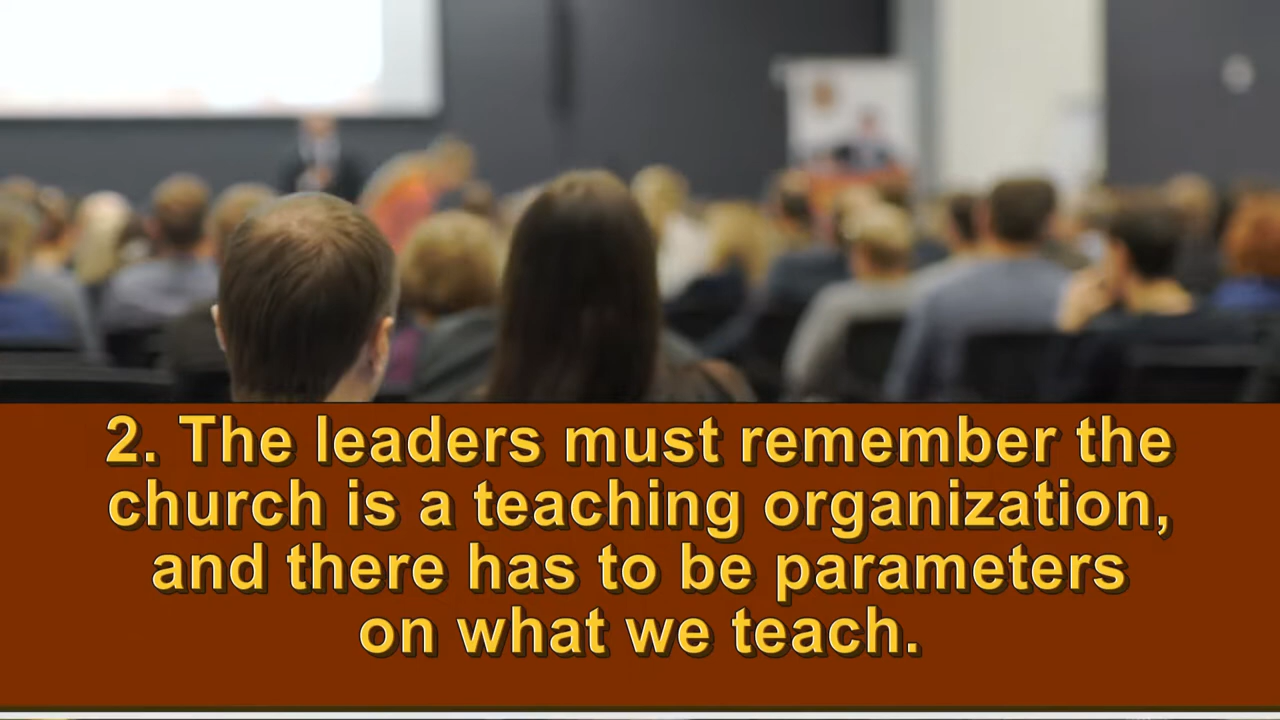 2. The leaders must remember the
church is a teaching organization,
and there has to be parameters
on what we teach.